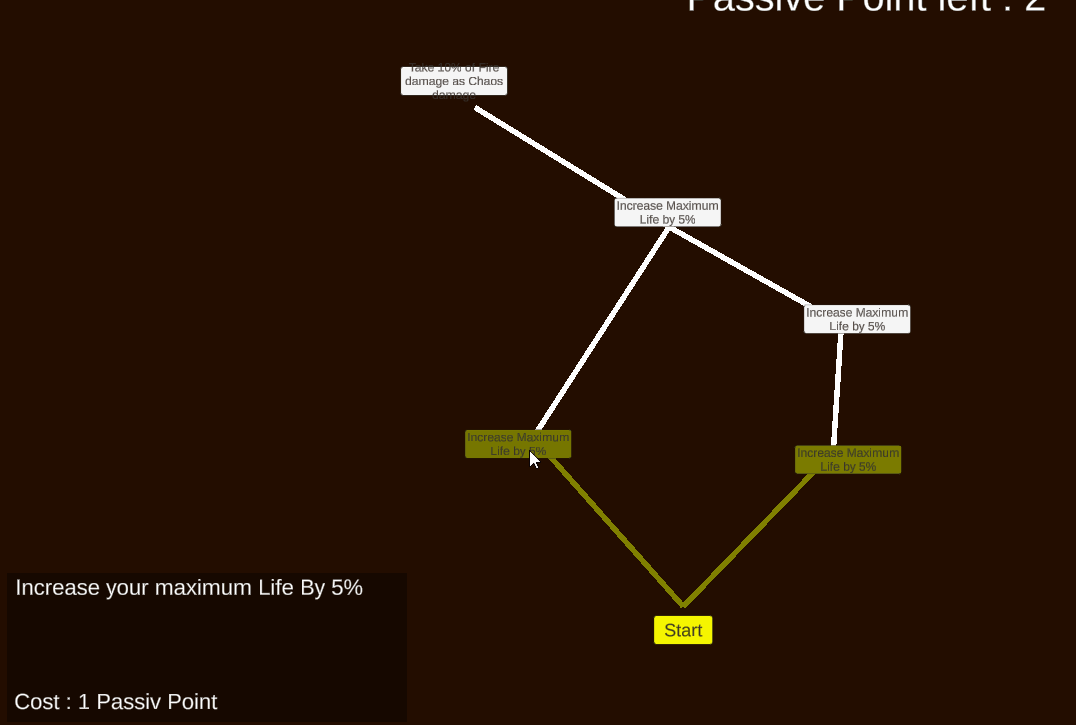 Passive Point left : 2
Take 10% of Fire
damage as Chaos
damage
Increase Maximum
Life by 5%
Increase Maximum
Life by 5%
Increase Maximum
Life by 5%
Increase Maximum
Life by 5%
Start
Increase your maximum Life By 5%
Cost : 1 Passiv Point